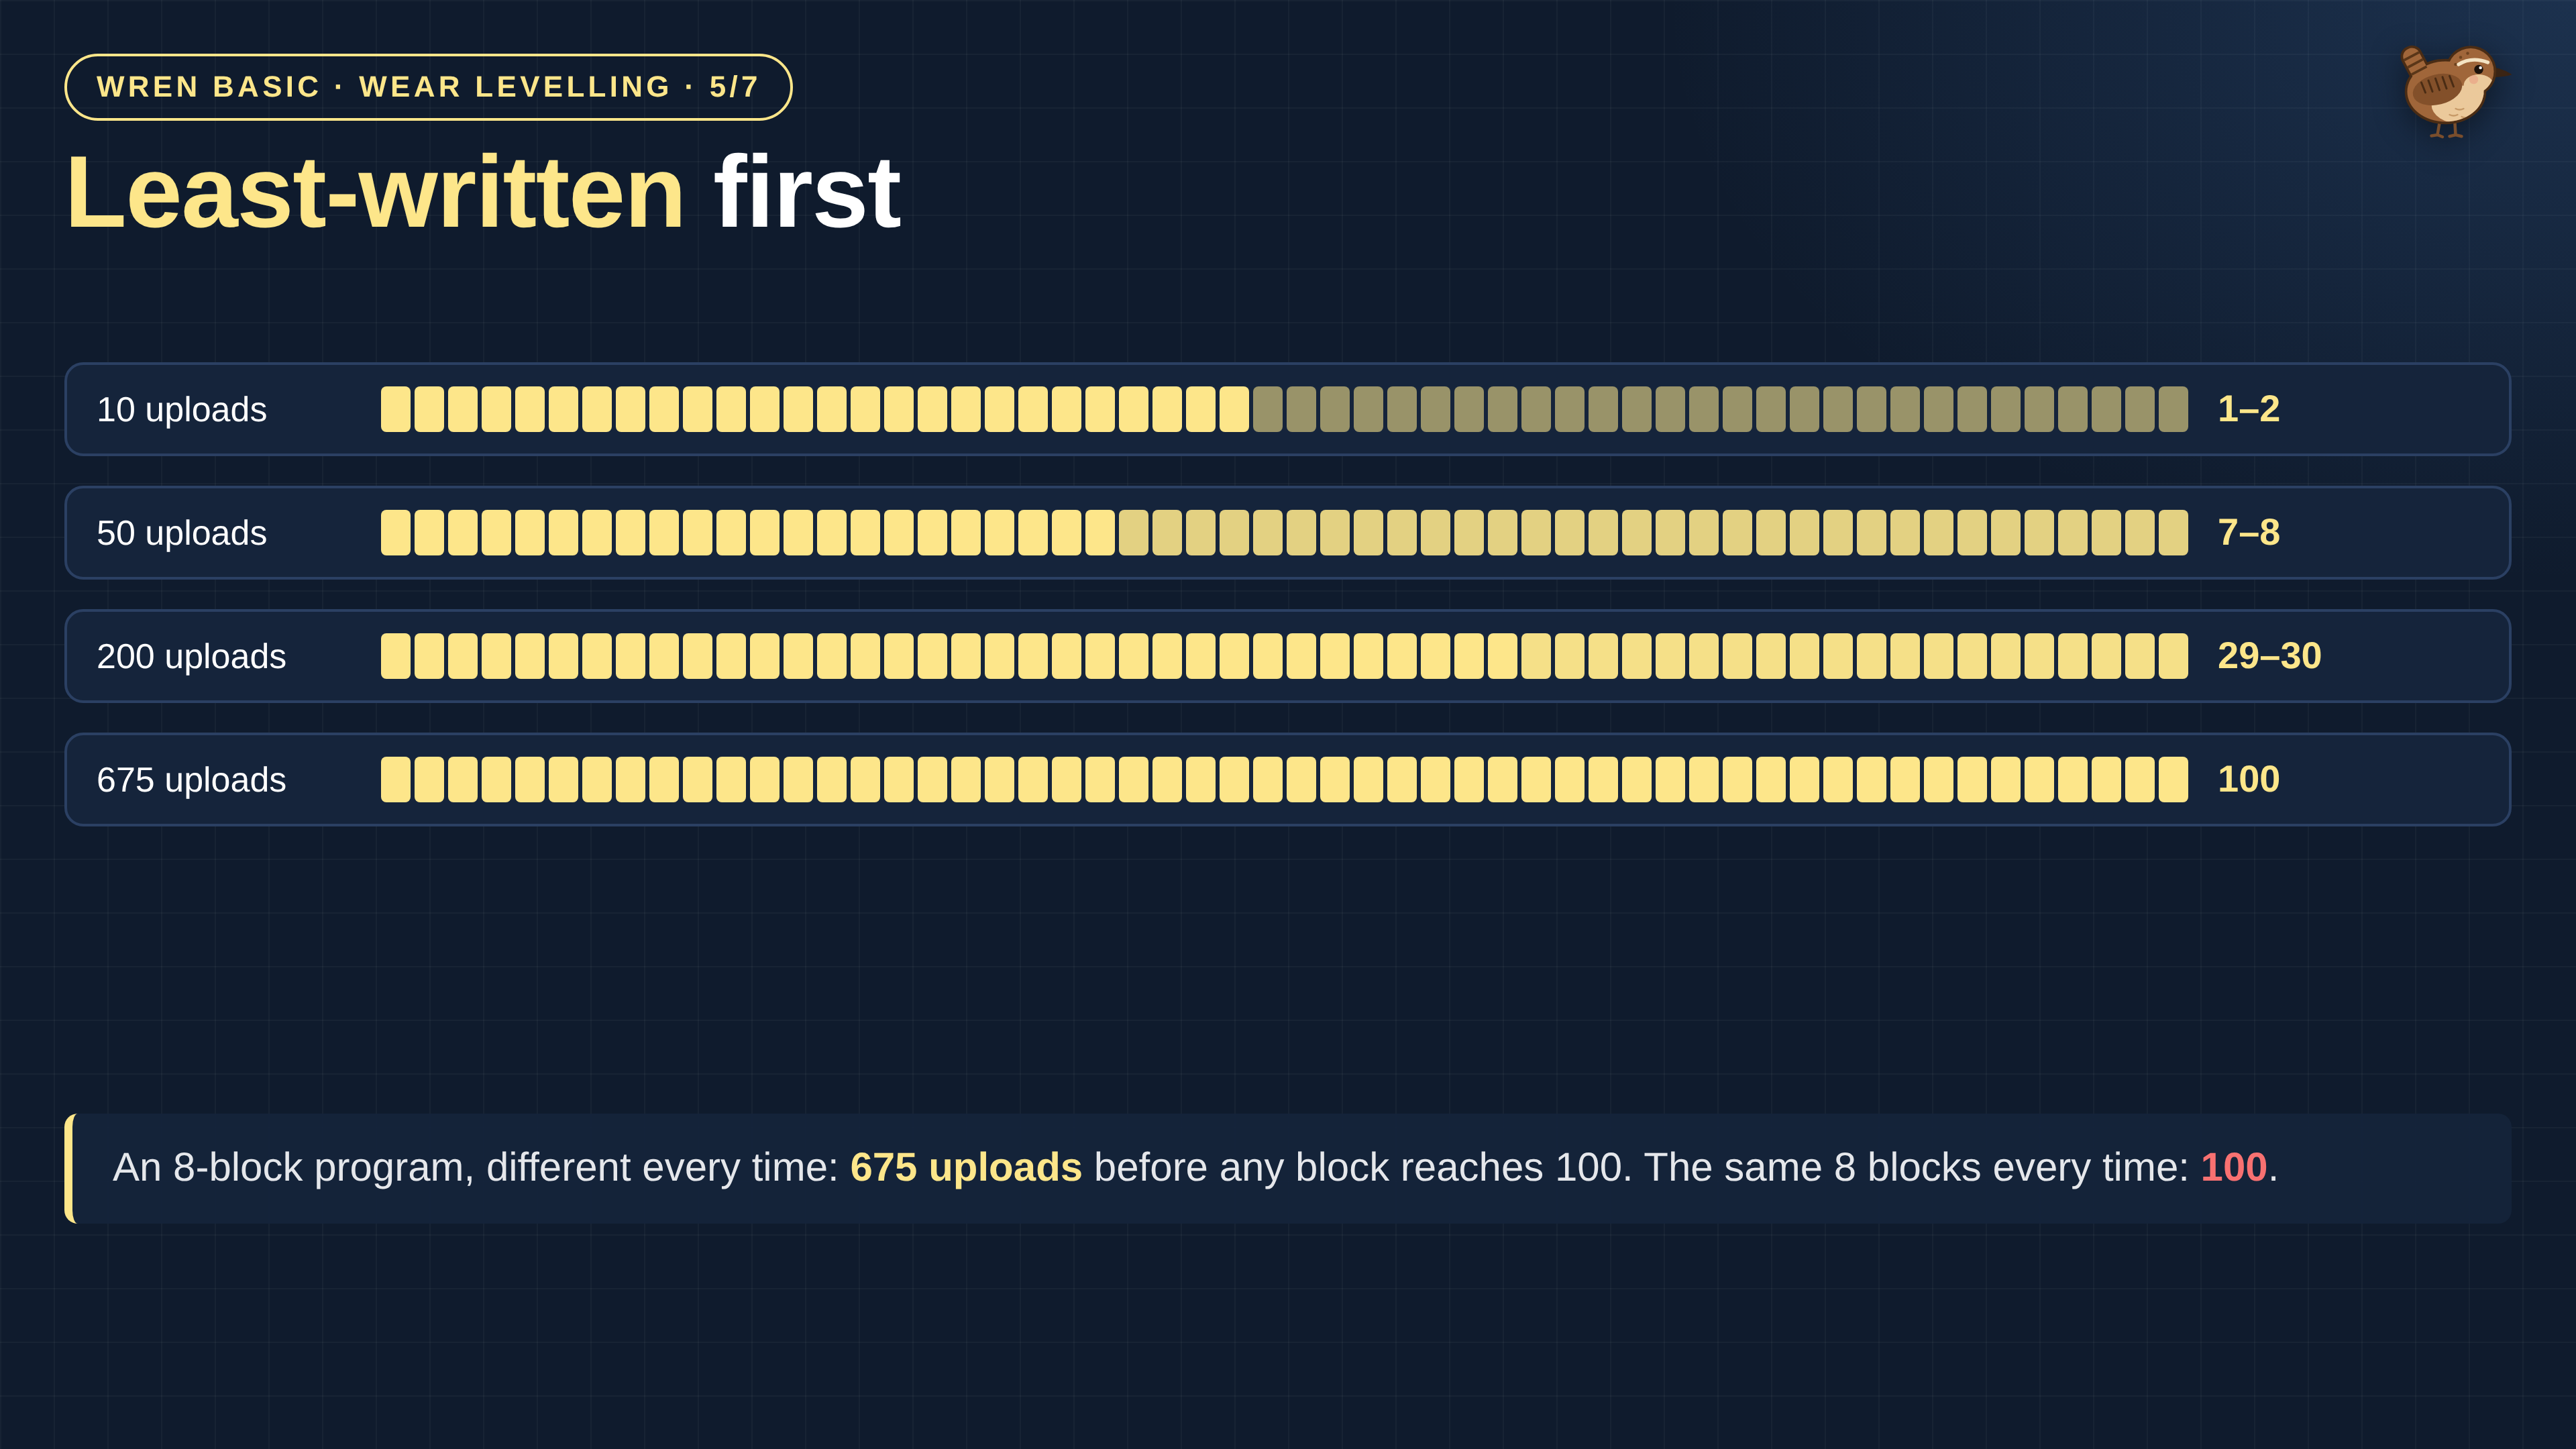 WREN BASIC · WEAR LEVELLING · 5/7
Least-written first
10 uploads 1–2
50 uploads 7–8
200 uploads 29–30
675 uploads 100
An 8-block program, different every time: 675 uploads before any block reaches 100. The same 8 blocks every time: 100.